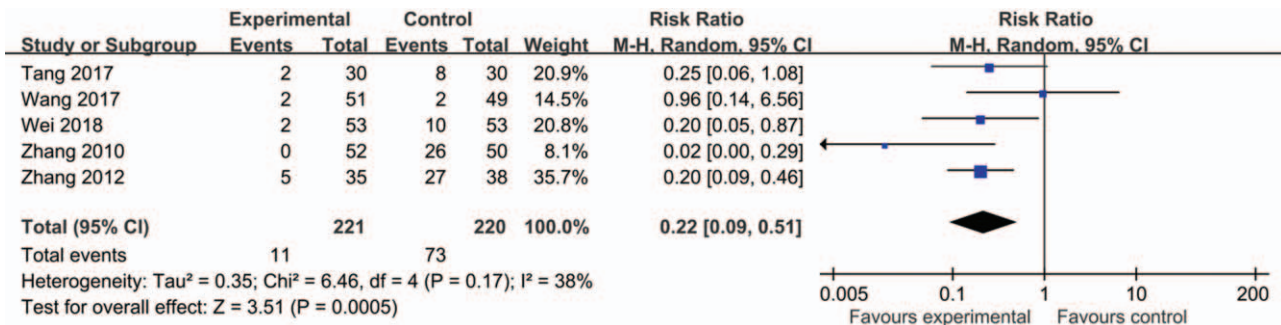 Experimental Control Risk Ratio Risk Ratio
Study or Subgroup Events Total Events Total Weight M-H. Random. 95% CI M-H. Random. 95% CI
Tang 2017 2 30 8 30 20.9% 0.25 [0.06, 1.08]
Wang 2017 2 51 2 49 14.5% 0.96 [0.14, 6.56]
Wei 2018 2 53 10 53 20.8% 0.20 [0.05, 0.87]
Zhang 2010 0 52 26 50 8.1% 0.02 [0.00, 0.29]
Zhang 2012 5 35 27 38 35.7% 0.20 [0.09, 0.46]
Total (95% CI) 221 220 100.0% 0.22 [0.09, 0.51]
Total events 11 73
Heterogeneity: Tau² = 0.35; Chi² = 6.46, df = 4 (P = 0.17); I² = 38%
Test for overall effect: Z = 3.51 (P = 0.0005)
0.005 0.1 1 10 200
Favours experimental Favours control